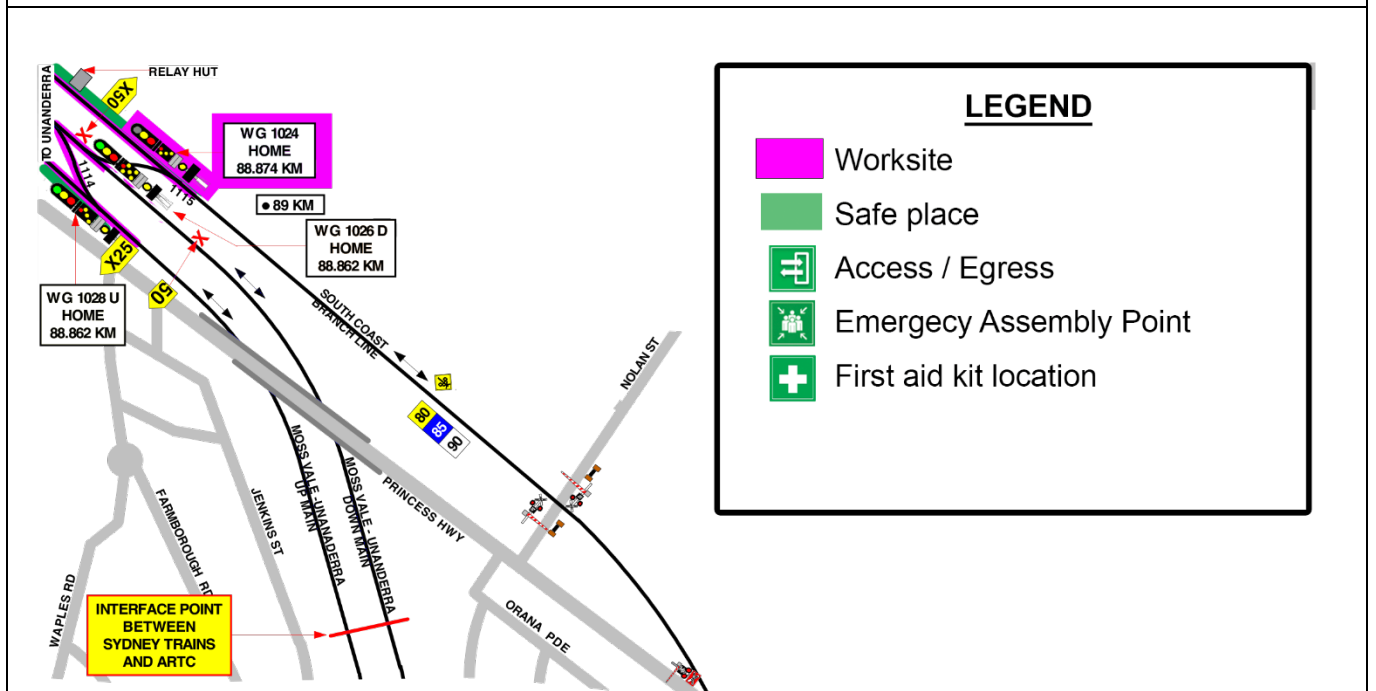 RELAY HUT
TO UNANDERRA
X50
WG 1024
HOME
88.874 KM
1114
1115
● 89 KM
WG 1026 D
HOME
88.862 KM
X25
50
WG 1028 U
HOME
88.862 KM
SOUTH COAST
BRANCH LINE
NOLAN ST
80
85
90
MOSS VALE -UNANADERRA
UP MAIN
MOSS VALE - UNANDERRA
DOWN MAIN
PRINCESS HWY
JENKINS ST
FARMBOROUGH RD
WAPLES RD
ORANA PDE
INTERFACE POINT
BETWEEN
SYDNEY TRAINS
AND ARTC
LEGEND
Worksite
Safe place
Access / Egress
Emergecy Assembly Point
First aid kit location